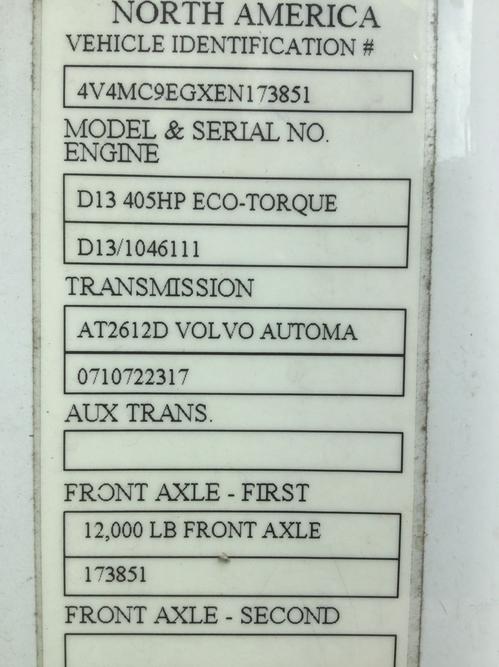 NORTH AMERICA
VEHICLE IDENTIFICATION #
4V4MC9EGXEN173851
MODEL & SERIAL NO.
ENGINE
D13 405HP ECO-TORQUE
D13/1046111
TRANSMISSION
AT2612D VOLVO AUTOMA
0710722317
AUX TRANS.
FRONT AXLE - FIRST
12,000 LB FRONT AXLE
173851
FRONT AXLE - SECOND